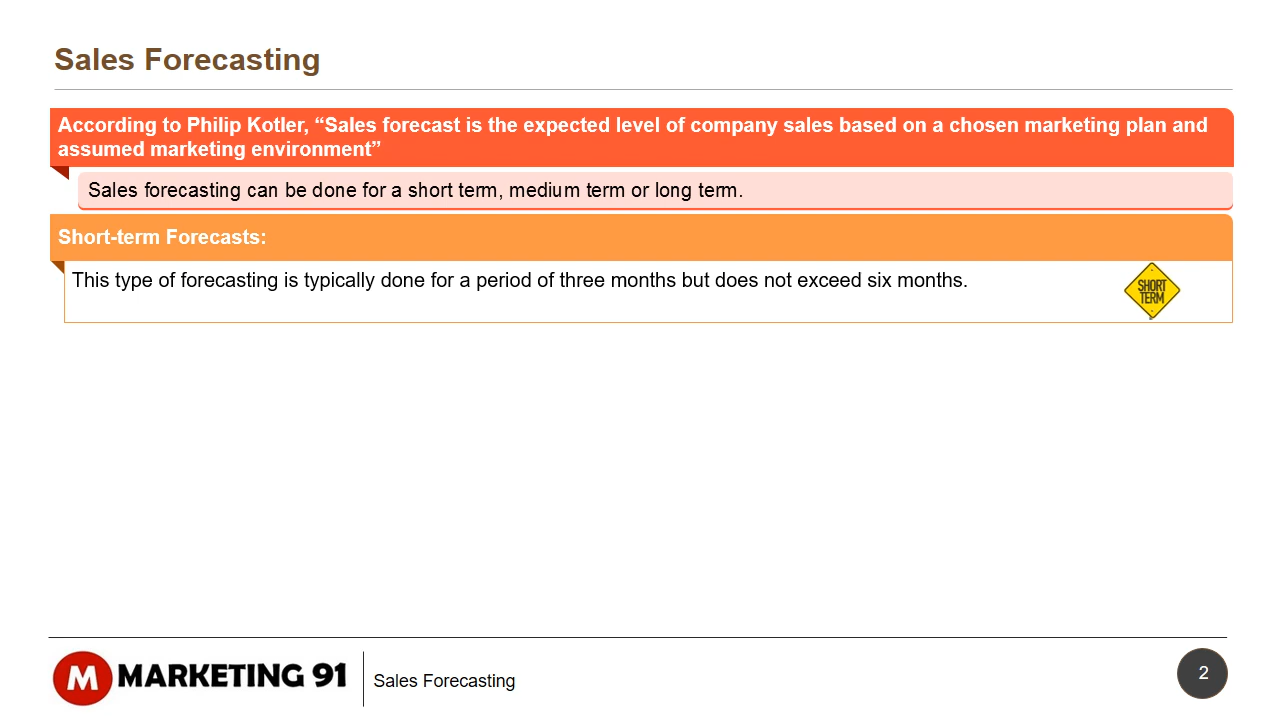 Sales Forecasting
According to Philip Kotler, “Sales forecast is the expected level of company sales based on a chosen marketing plan and
assumed marketing environment”
Sales forecasting can be done for a short term, medium term or long term.
Short-term Forecasts:
This type of forecasting is typically done for a period of three months but does not exceed six months.
SHORT
TERM
M MARKETING 91
Sales Forecasting
2